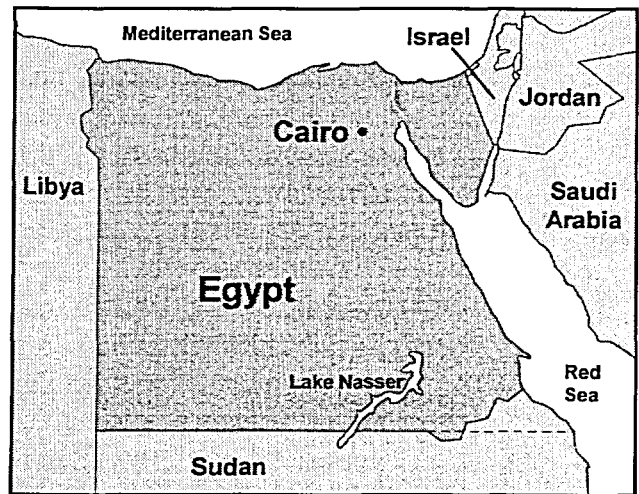 Mediterranean Sea
Israel
Jordan
Cairo
Libya
Saudi
Arabia
Egypt
Lake Nasser
Red
Sea
Sudan